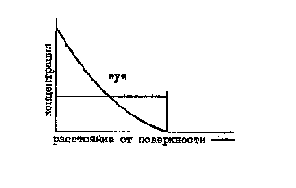 "у"
концентрация
расстояние от поверхности